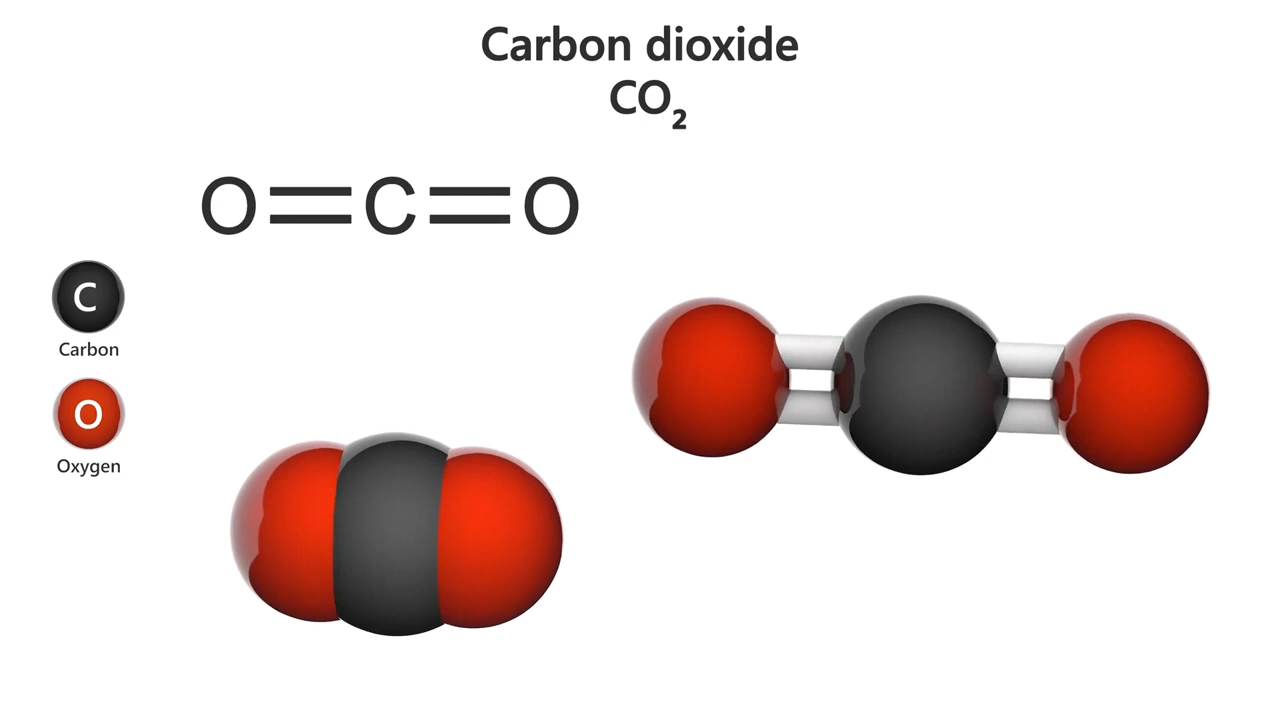 Carbon dioxide
CO₂
O=C=O
C
Carbon
O
Oxygen